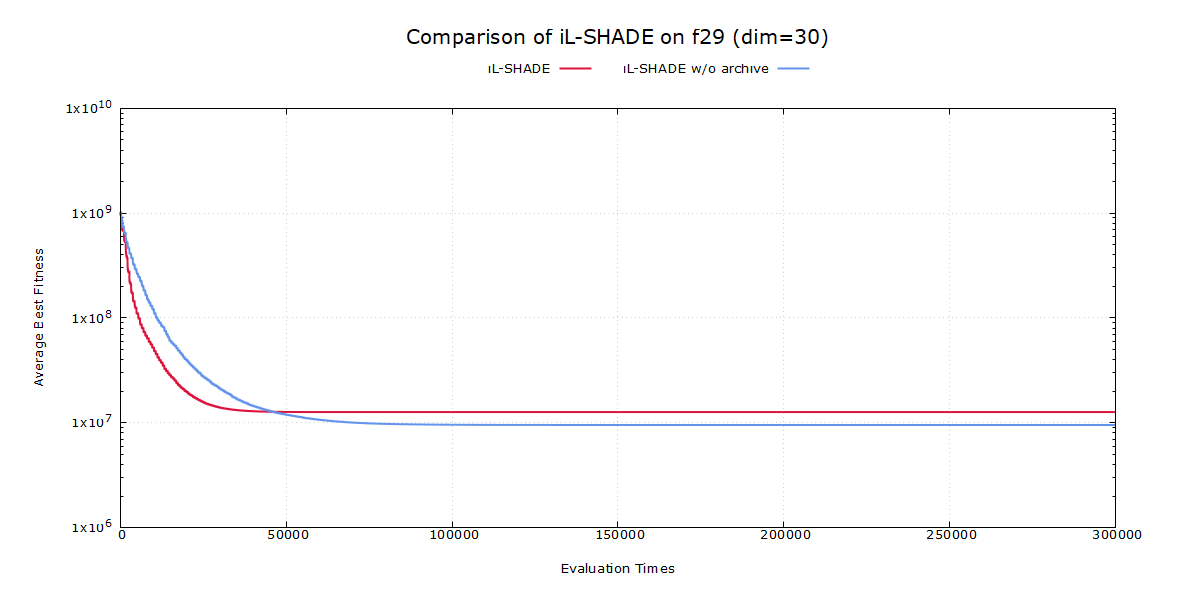 Comparison of iL-SHADE on f29 (dim=30)
iL-SHADE iL-SHADE w/o archive
1x10^10
1x10^9
1x10^8
1x10^7
1x10^6
Average Best Fitness
0 50000 100000 150000 200000 250000 300000
Evaluation Times